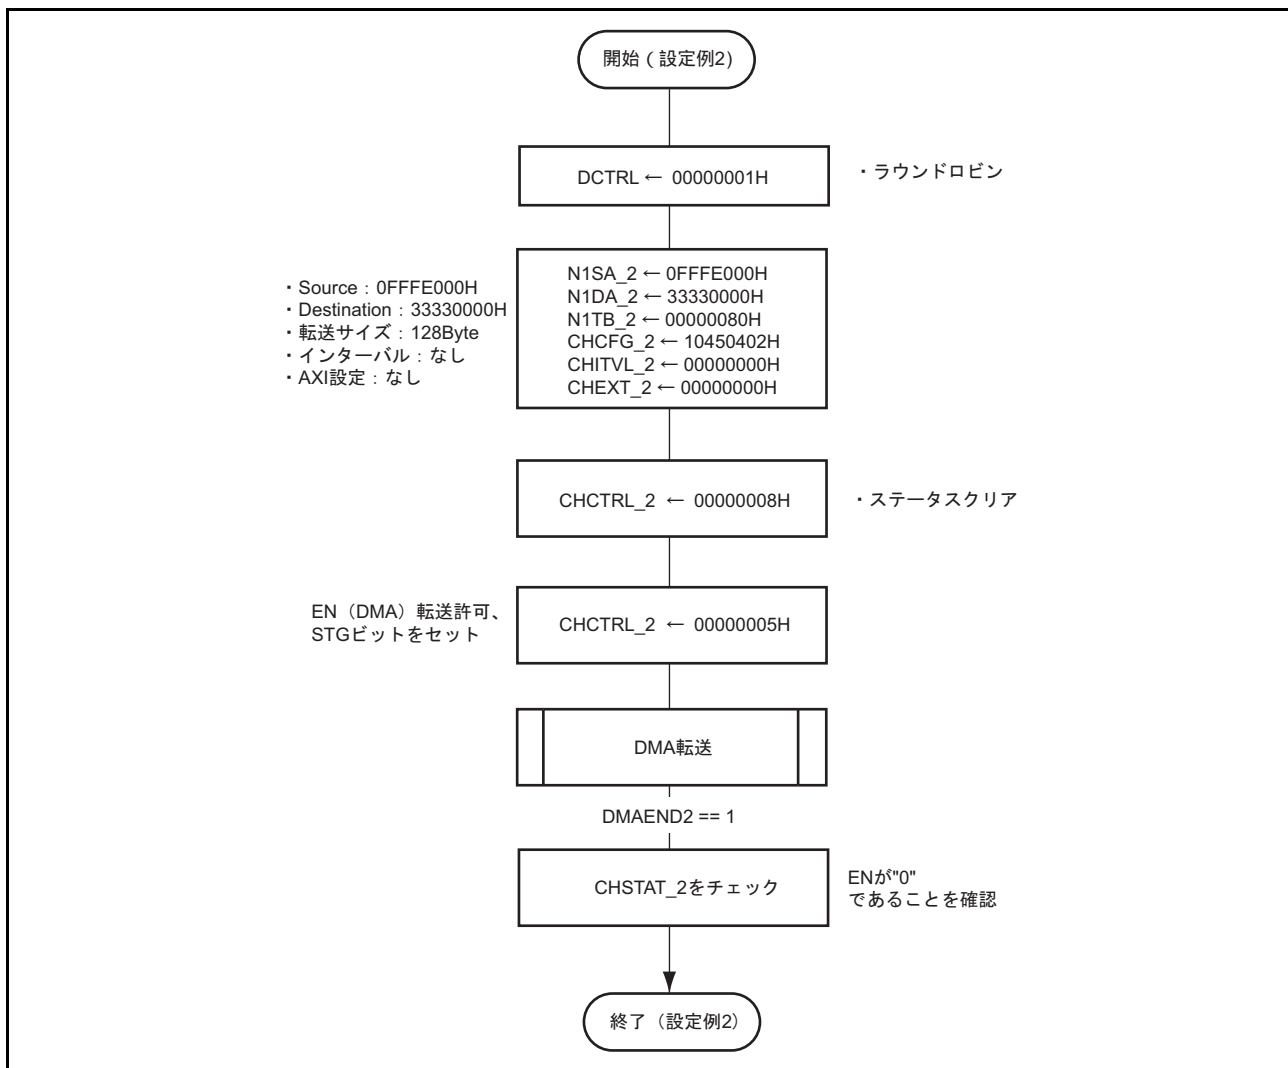 開始（設定例2）
DCTRL ← 00000001H
・ラウンドロビン
・Source：0FFFE000H
・Destination：33330000H
・転送サイズ：128Byte
・インターバル：なし
・AXI設定：なし
N1SA_2 ← 0FFFE000H
N1DA_2 ← 33330000H
N1TB_2 ← 00000080H
CHCFG_2 ← 10450402H
CHITVL_2 ← 00000000H
CHEXT_2 ← 00000000H
CHCTRL_2 ← 00000008H
・ステータスクリア
EN（DMA）転送許可、
STGビットをセット
CHCTRL_2 ← 00000005H
DMA転送
DMAEND2 == 1
CHSTAT_2をチェック
ENが"0"
であることを確認
終了（設定例2）